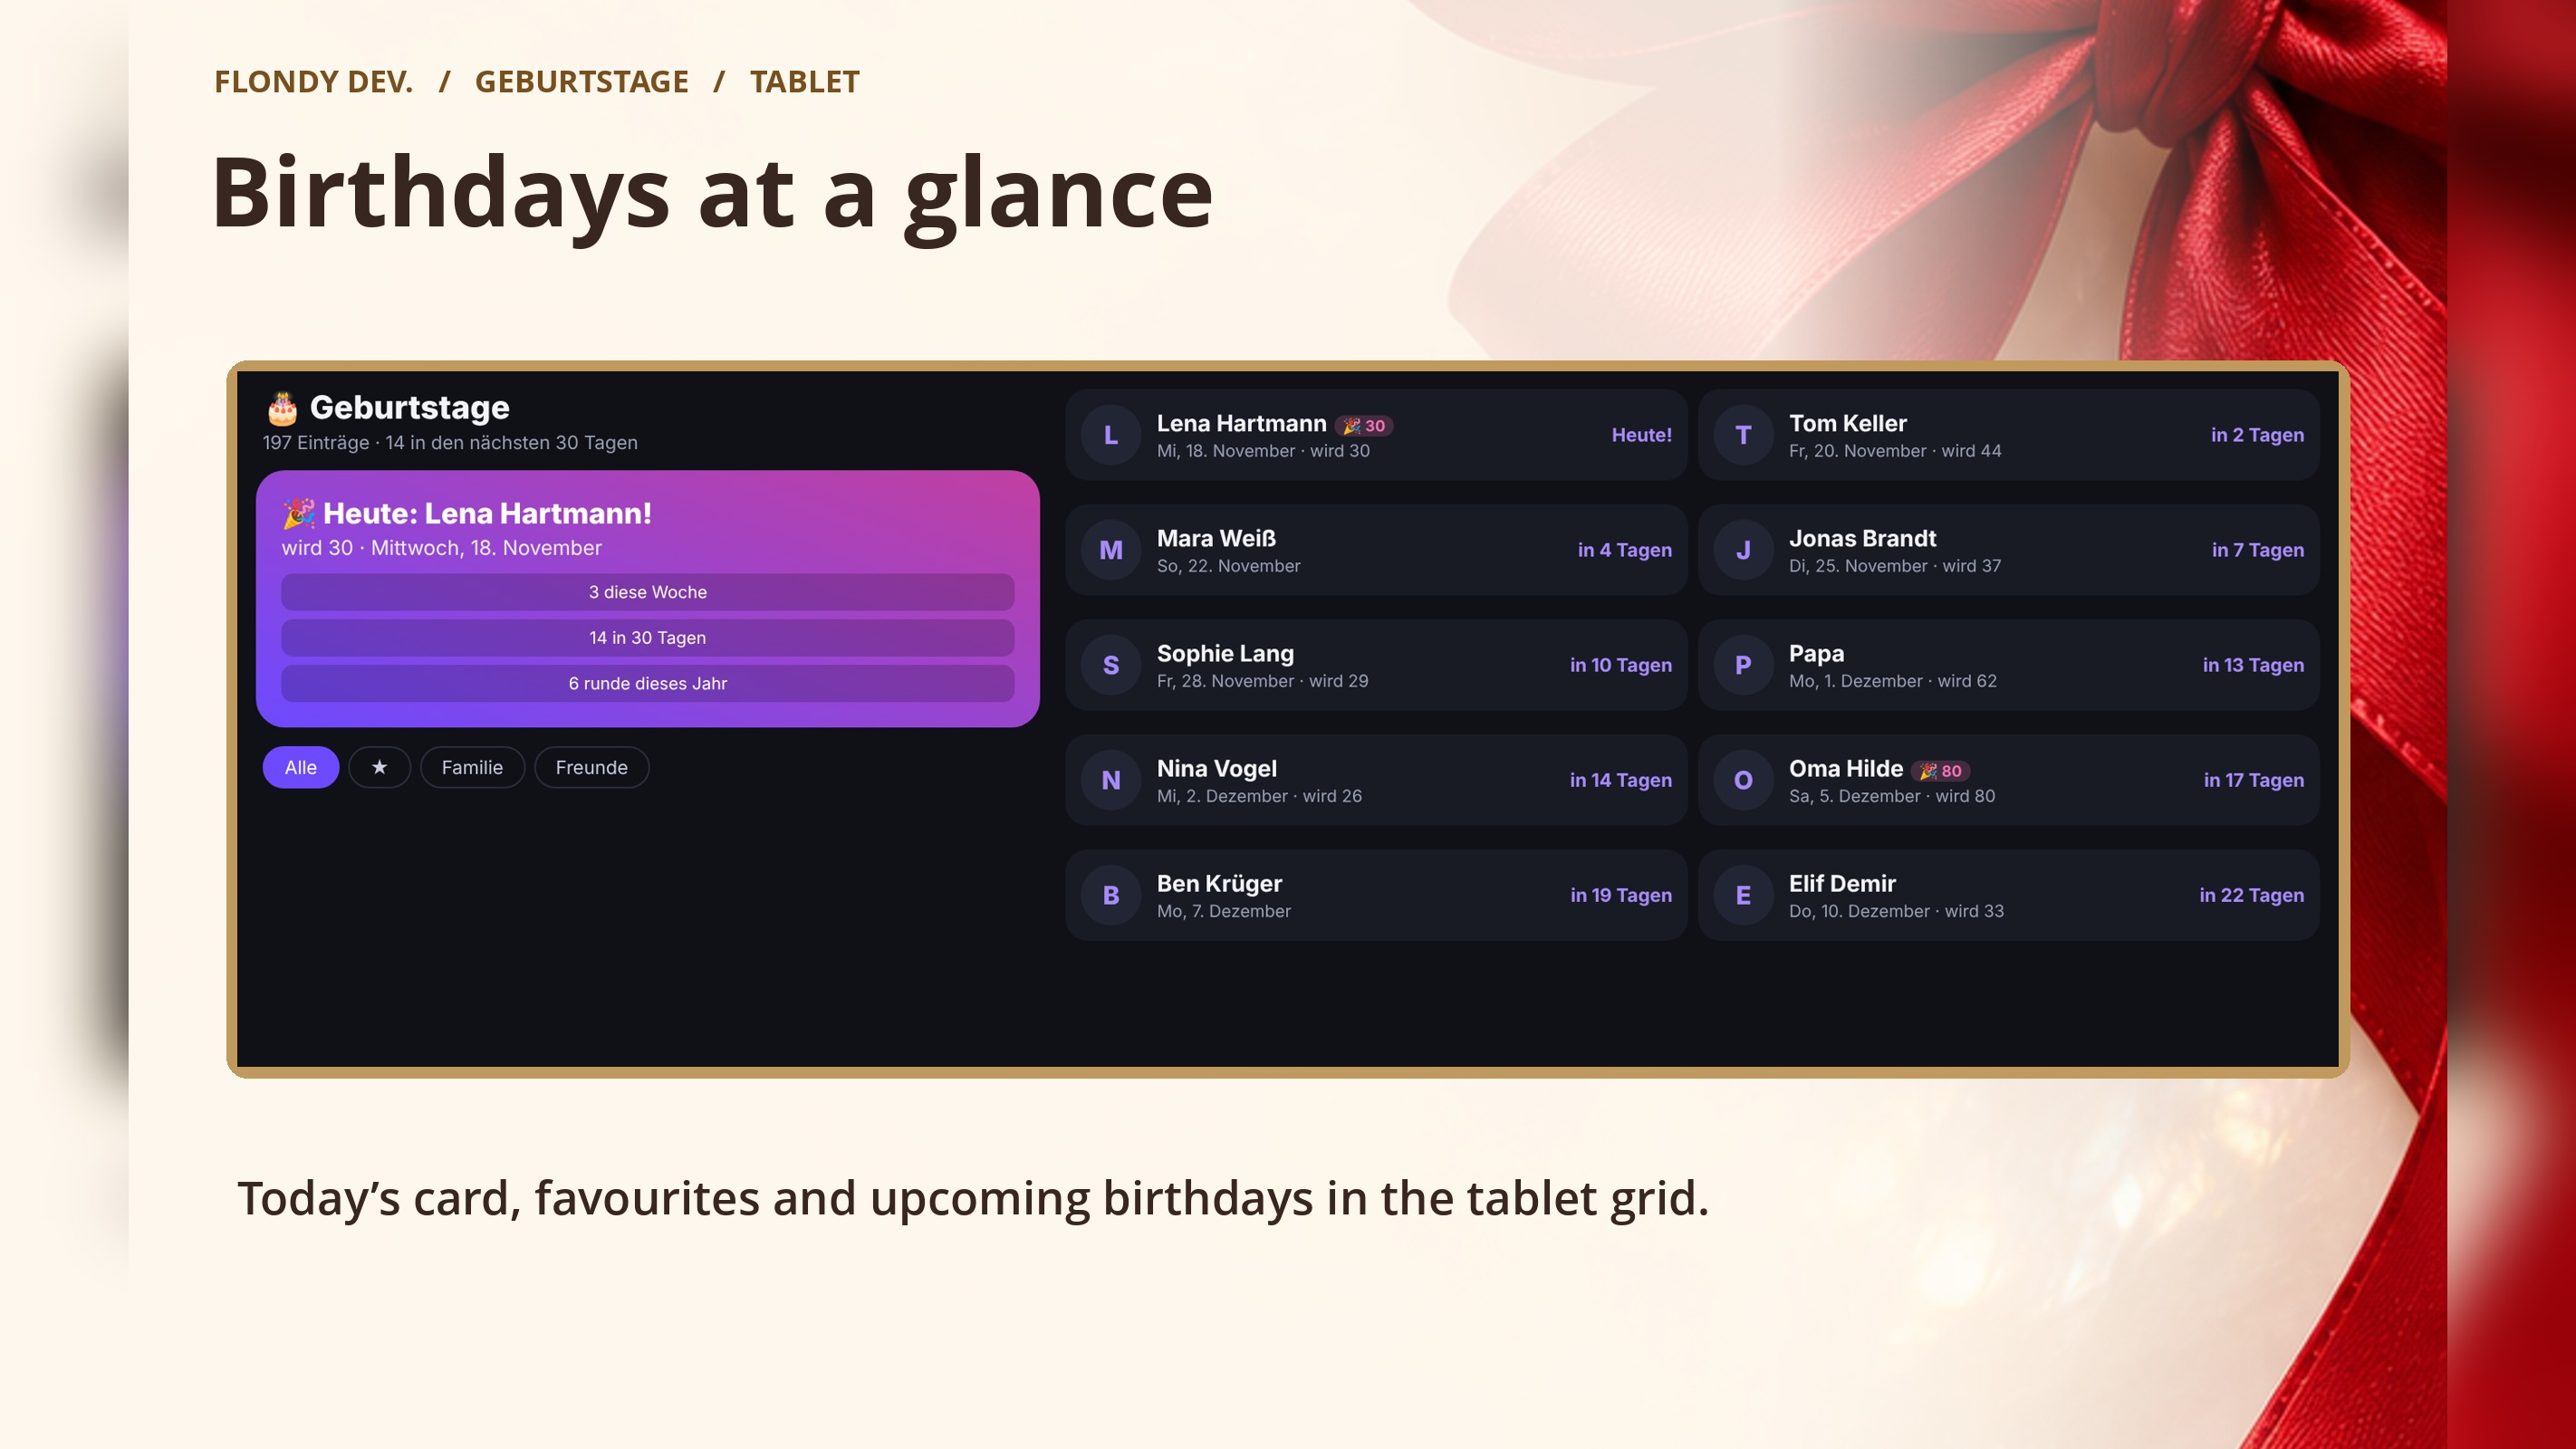 FLONDY DEV. / GEBURTSTAGE / TABLET
Birthdays at a glance
🎂 Geburtstage
197 Einträge · 14 in den nächsten 30 Tagen
🎉 Heute: Lena Hartmann!
wird 30 · Mittwoch, 18. November
3 diese Woche
14 in 30 Tagen
6 runde dieses Jahr
Alle ★ Familie Freunde
L Lena Hartmann 🎉 30 Heute!
Mi, 18. November · wird 30
T Tom Keller in 2 Tagen
Fr, 20. November · wird 44
M Mara Weiß in 4 Tagen
So, 22. November
J Jonas Brandt in 7 Tagen
Di, 25. November · wird 37
S Sophie Lang in 10 Tagen
Fr, 28. November · wird 29
P Papa in 13 Tagen
Mo, 1. Dezember · wird 62
N Nina Vogel in 14 Tagen
Mi, 2. Dezember · wird 26
O Oma Hilde 🎉 80 in 17 Tagen
Sa, 5. Dezember · wird 80
B Ben Krüger in 19 Tagen
Mo, 7. Dezember
E Elif Demir in 22 Tagen
Do, 10. Dezember · wird 33
Today’s card, favourites and upcoming birthdays in the tablet grid.